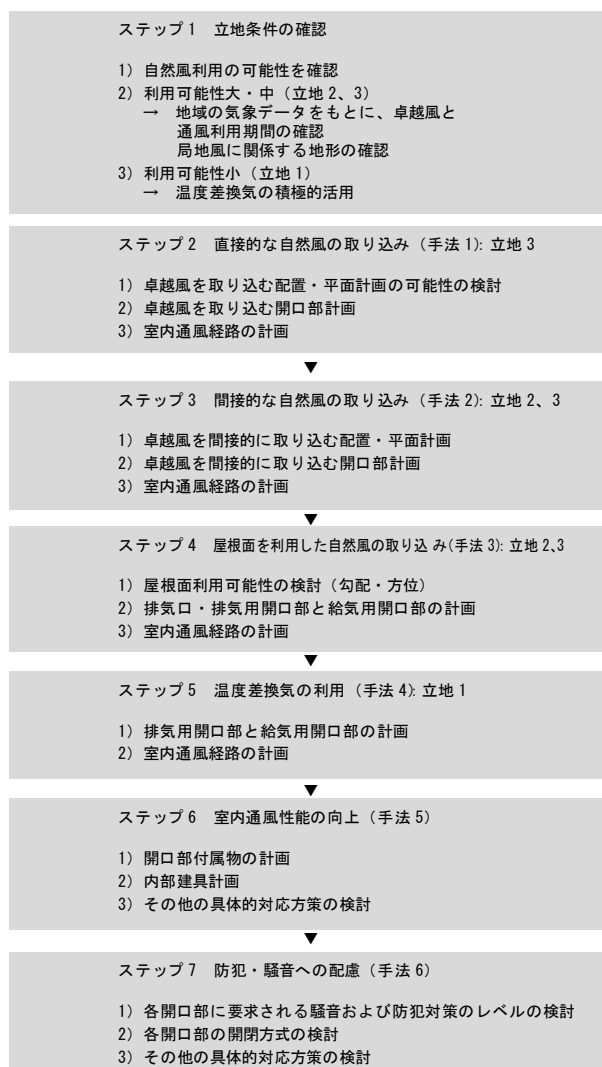 ステップ1　立地条件の確認
1) 自然風利用の可能性を確認
2) 利用可能性大・中（立地 2、3）
→　地域の気象データをもとに、卓越風と
通風利用期間の確認
局地風に関係する地形の確認
3) 利用可能性小（立地 1）
→　温度差換気の積極的活用
ステップ2　直接的な自然風の取り込み（手法 1): 立地 3
1) 卓越風を取り込む配置・平面計画の可能性の検討
2) 卓越風を取り込む開口部計画
3) 室内通風経路の計画
▼
ステップ3　間接的な自然風の取り込み（手法 2): 立地 2、3
1) 卓越風を間接的に取り込む配置・平面計画
2) 卓越風を間接的に取り込む開口部計画
3) 室内通風経路の計画
▼
ステップ4　屋根面を利用した自然風の取り込 み(手法 3): 立地 2、3
1) 屋根面利用可能性の検討（勾配・方位）
2) 排気口・排気用開口部と給気用開口部の計画
3) 室内通風経路の計画
▼
ステップ5　温度差換気の利用（手法 4): 立地 1
1) 排気用開口部と給気用開口部の計画
2) 室内通風経路の計画
▼
ステップ6　室内通風性能の向上（手法 5）
1) 開口部付属物の計画
2) 内部建具計画
3) その他の具体的対応方策の検討
▼
ステップ7　防犯・騒音への配慮（手法 6）
1) 各開口部に要求される騒音および防犯対策のレベルの検討
2) 各開口部の開閉方式の検討
3) その他の具体的対応方策の検討